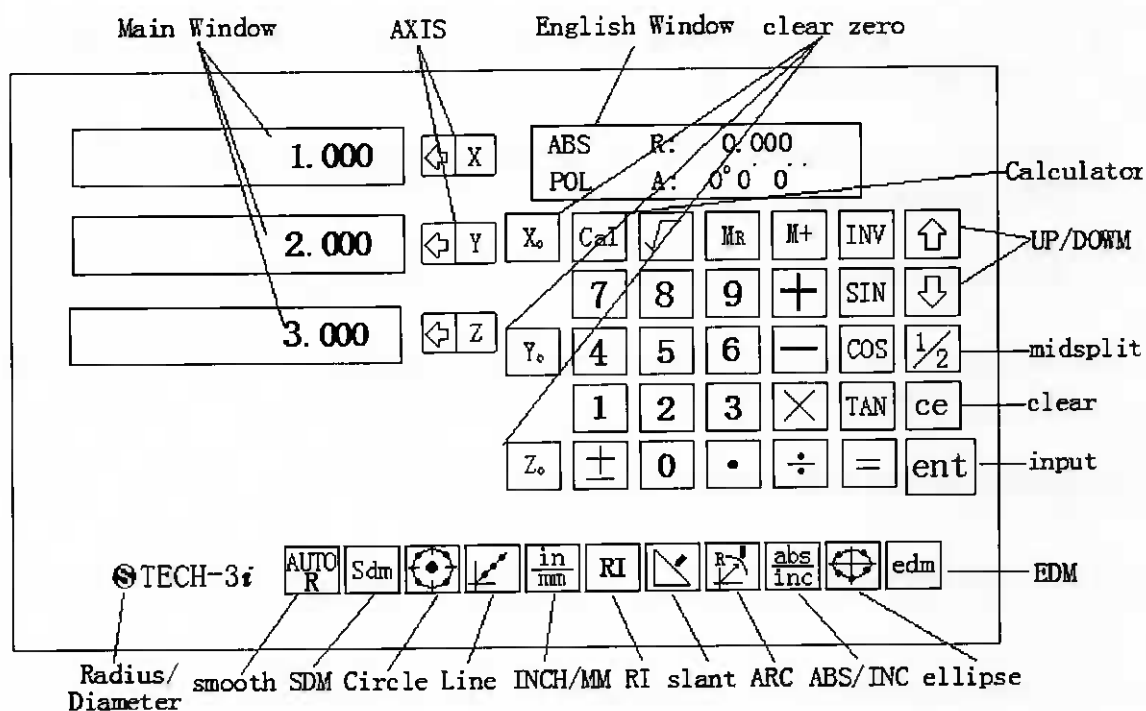 Main Window AXIS English Window clear zero
1.000 X ABS R: 0.000
POL A: 0°0 0
Calculator
2.000 Y X₀ Cal √ MR M+ INV UP/DOWM
7 8 9 + SIN
3.000 Z Y₀ 4 5 6 — COS 1/2 midsplit
1 2 3 × TAN ce clear
Z₀ ± 0 • ÷ = ent input
TECH-3i AUTO R Sdm in/mm RI R abs/inc edm EDM
Radius/
Diameter
smooth SDM Circle Line INCH/MM RI slant ARC ABS/INC ellipse